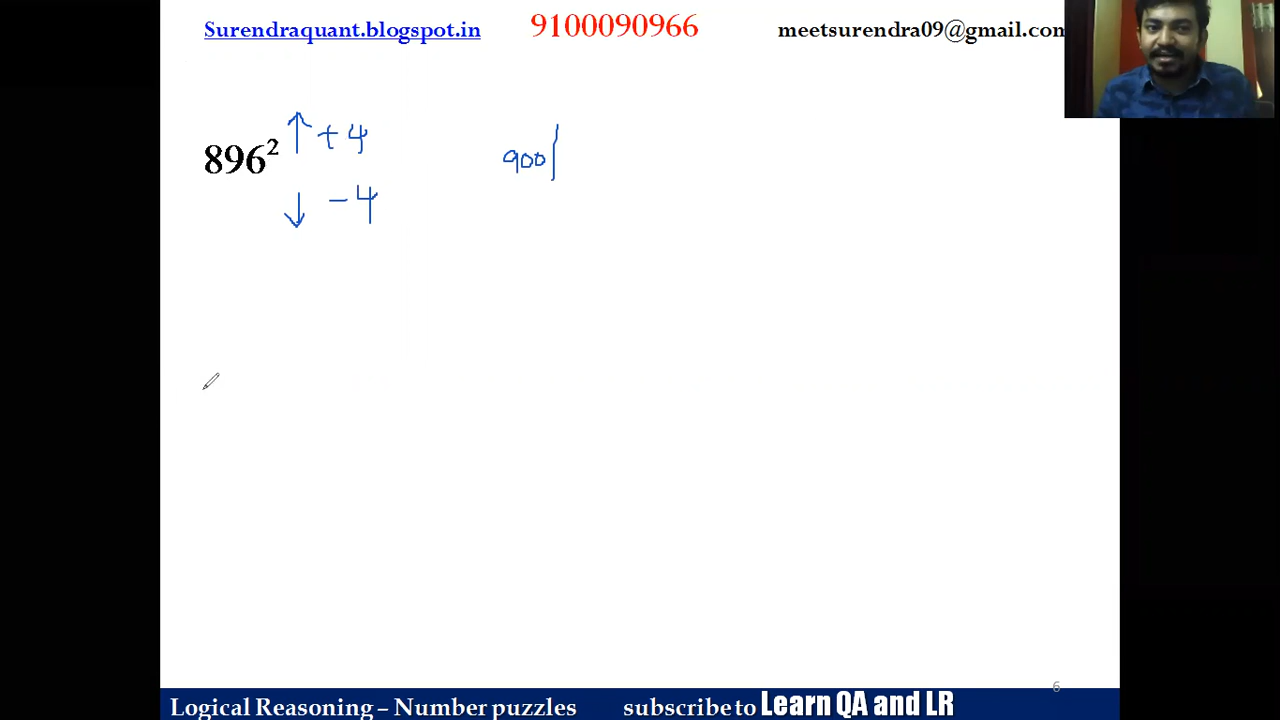 Surendraquant.blogspot.in 9100090966 meetsurendra09@gmail.com
896² + 4 900
- 4
6
Logical Reasoning – Number puzzles subscribe to Learn QA and LR